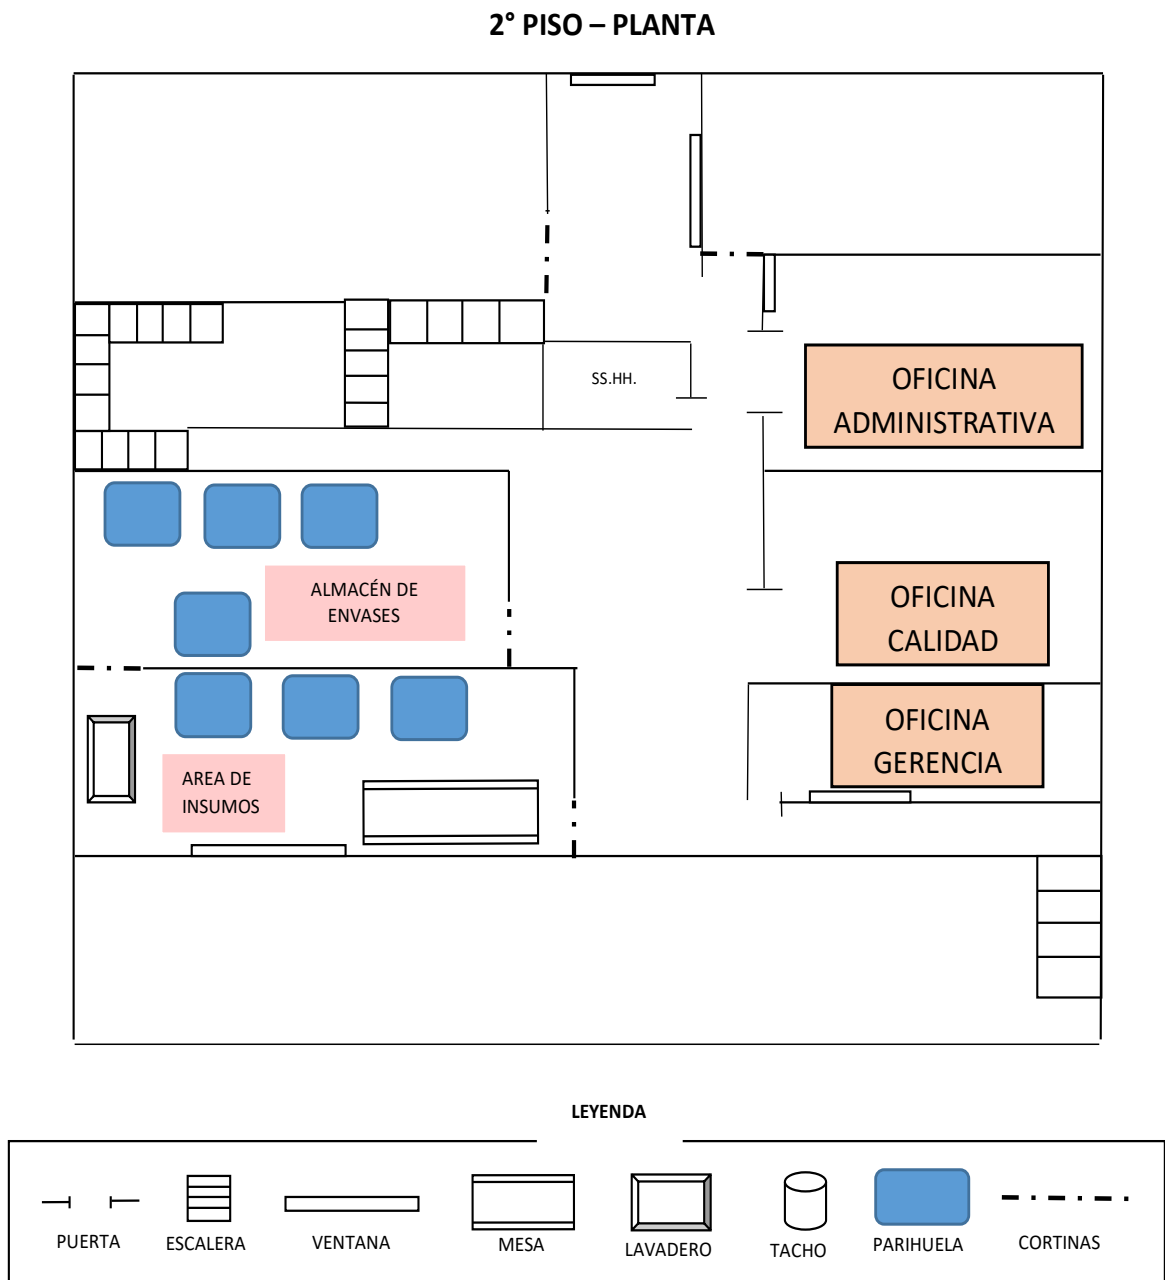 2° PISO – PLANTA
SS.HH.
OFICINA
ADMINISTRATIVA
ALMACÉN DE
ENVASES
OFICINA
CALIDAD
OFICINA
GERENCIA
AREA DE
INSUMOS
LEYENDA
PUERTA
ESCALERA
VENTANA
MESA
LAVADERO
TACHO
PARIHUELA
CORTINAS